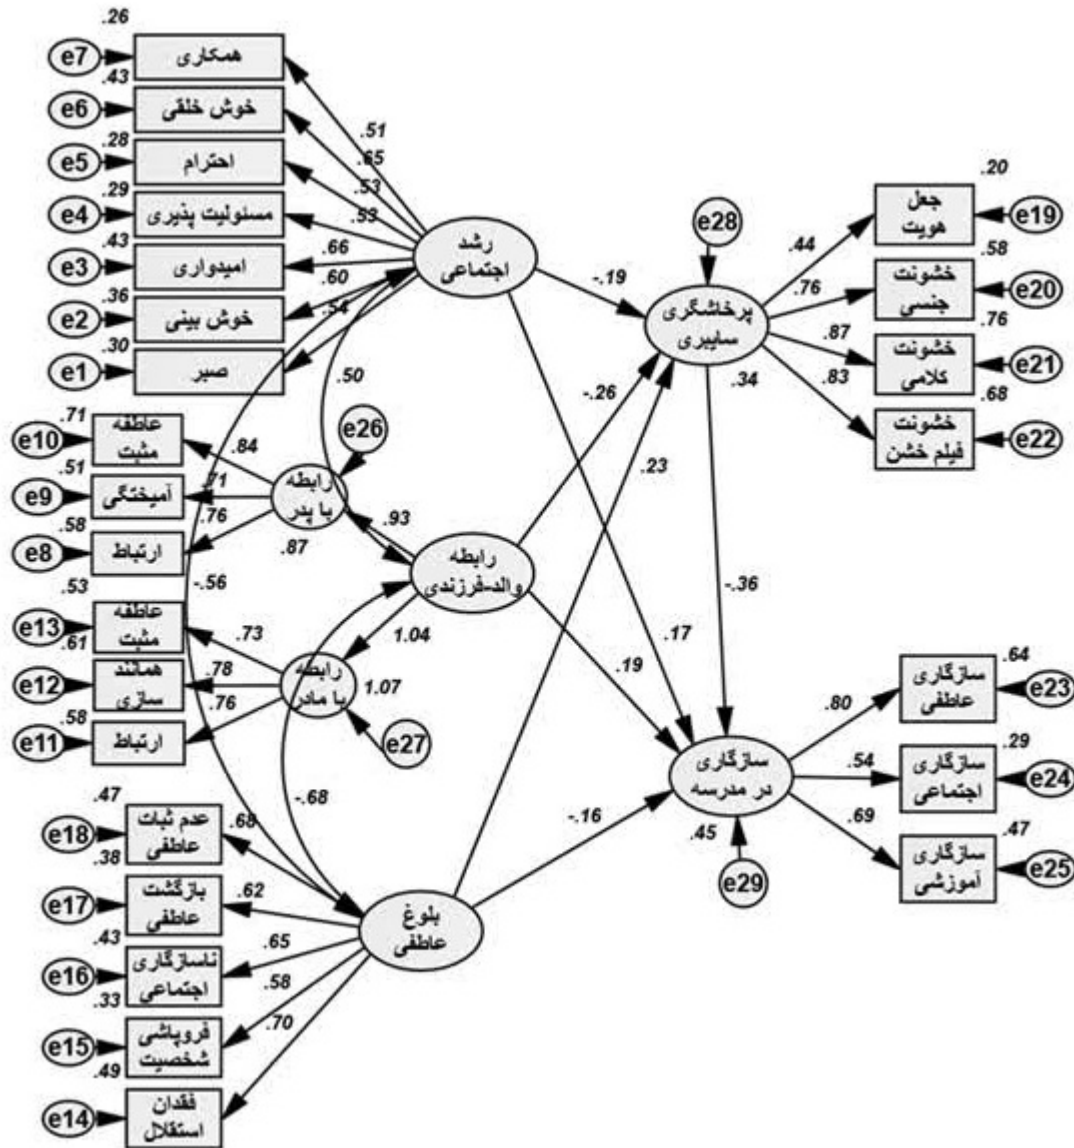 .26
e7
همکاری
.43
e6
خوش خلقی
.28
e5
احترام
.29
e4
مسئولیت پذیری
.43
e3
امیدواری
.36
e2
خوش بینی
.30
e1
صبر
.51
.65
.53
.53
.66
.60
.54
رشد
اجتماعی
.50
-.19
e28
پرخاشگری
سایبری
.34
.44
.76
.87
.83
.20
جعل
هویت
e19
.58
خشونت
جنسی
e20
.76
خشونت
کلامی
e21
.68
خشونت
فیلم خشن
e22
.71
e10
عاطفه
مثبت
.51
e9
آمیختگی
.58
e8
ارتباط
.84
.71
.76
e26
رابطه
با پدر
.87
.93
رابطه
والد-فرزندی
-.26
.23
-.56
.53
e13
عاطفه
مثبت
.61
e12
همانند
سازی
.58
e11
ارتباط
.73
.78
.76
رابطه
با مادر
1.04
1.07
e27
.19
.17
-.36
-.68
سازگاری
در مدرسه
.45
e29
.80
.54
.69
.64
سازگاری
عاطفی
e23
.29
سازگاری
اجتماعی
e24
.47
سازگاری
آموزشی
e25
.47
e18
عدم ثبات
عاطفی
.38
e17
بازگشت
عاطفی
.43
e16
ناسازگاری
اجتماعی
.33
e15
فروپاشی
شخصیت
.49
e14
فقدان
استقلال
.68
.62
.65
.58
.70
بلوغ
عاطفی
-.16